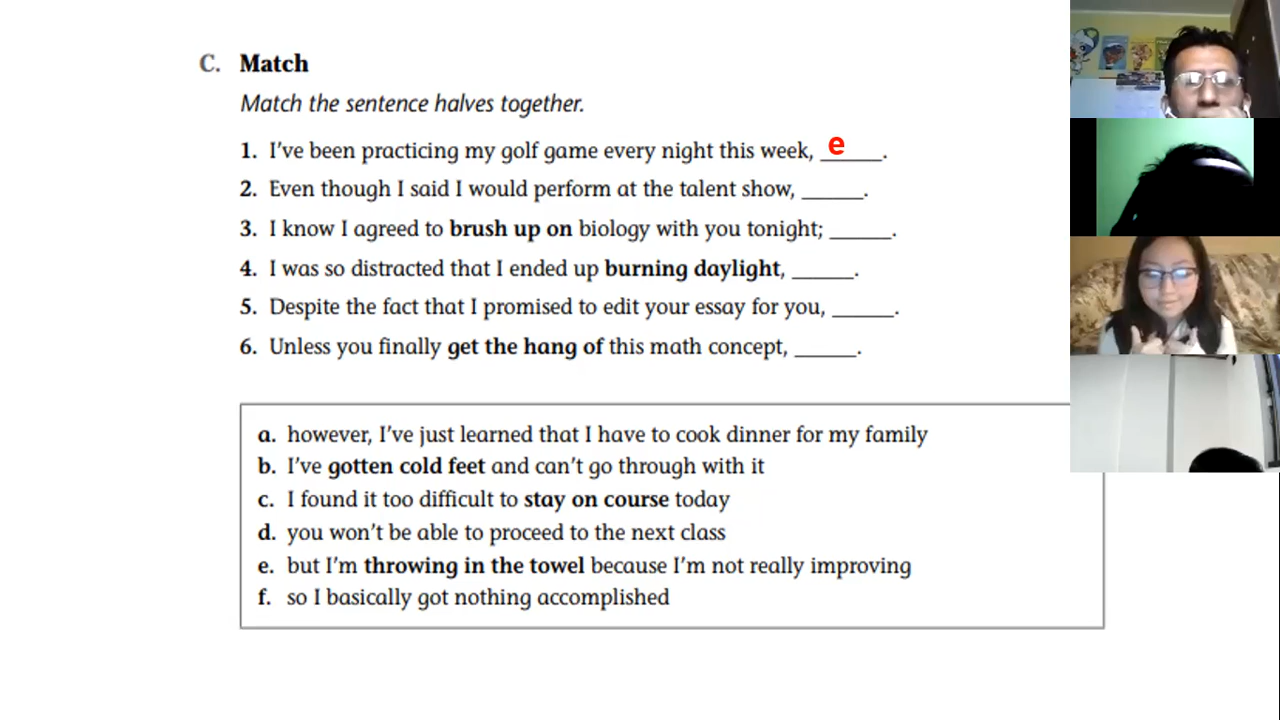 C. Match
Match the sentence halves together.
1. I've been practicing my golf game every night this week, __e__.
2. Even though I said I would perform at the talent show, _____.
3. I know I agreed to brush up on biology with you tonight; _____.
4. I was so distracted that I ended up burning daylight, _____.
5. Despite the fact that I promised to edit your essay for you, _____.
6. Unless you finally get the hang of this math concept, _____.
a. however, I've just learned that I have to cook dinner for my family
b. I've gotten cold feet and can't go through with it
c. I found it too difficult to stay on course today
d. you won't be able to proceed to the next class
e. but I'm throwing in the towel because I'm not really improving
f. so I basically got nothing accomplished